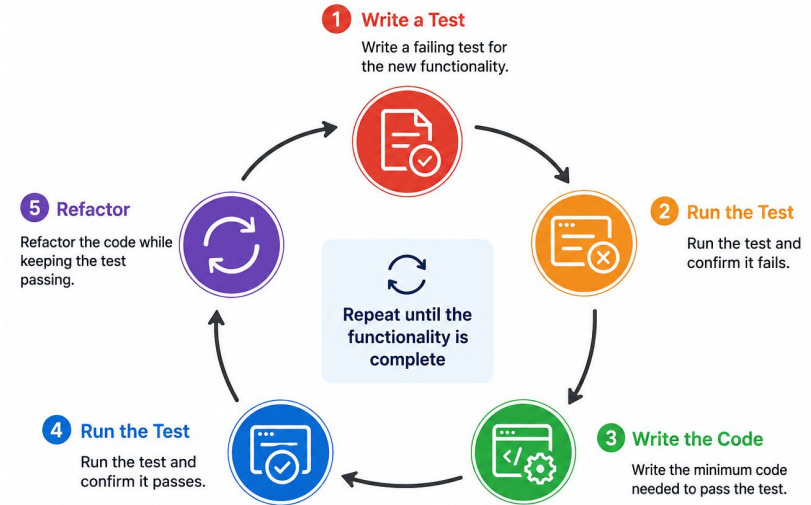 1 Write a Test
Write a failing test for
the new functionality.
2 Run the Test
Run the test and
confirm it fails.
3 Write the Code
Write the minimum code
needed to pass the test.
4 Run the Test
Run the test and
confirm it passes.
5 Refactor
Refactor the code while
keeping the test
passing.
Repeat until the
functionality is
complete